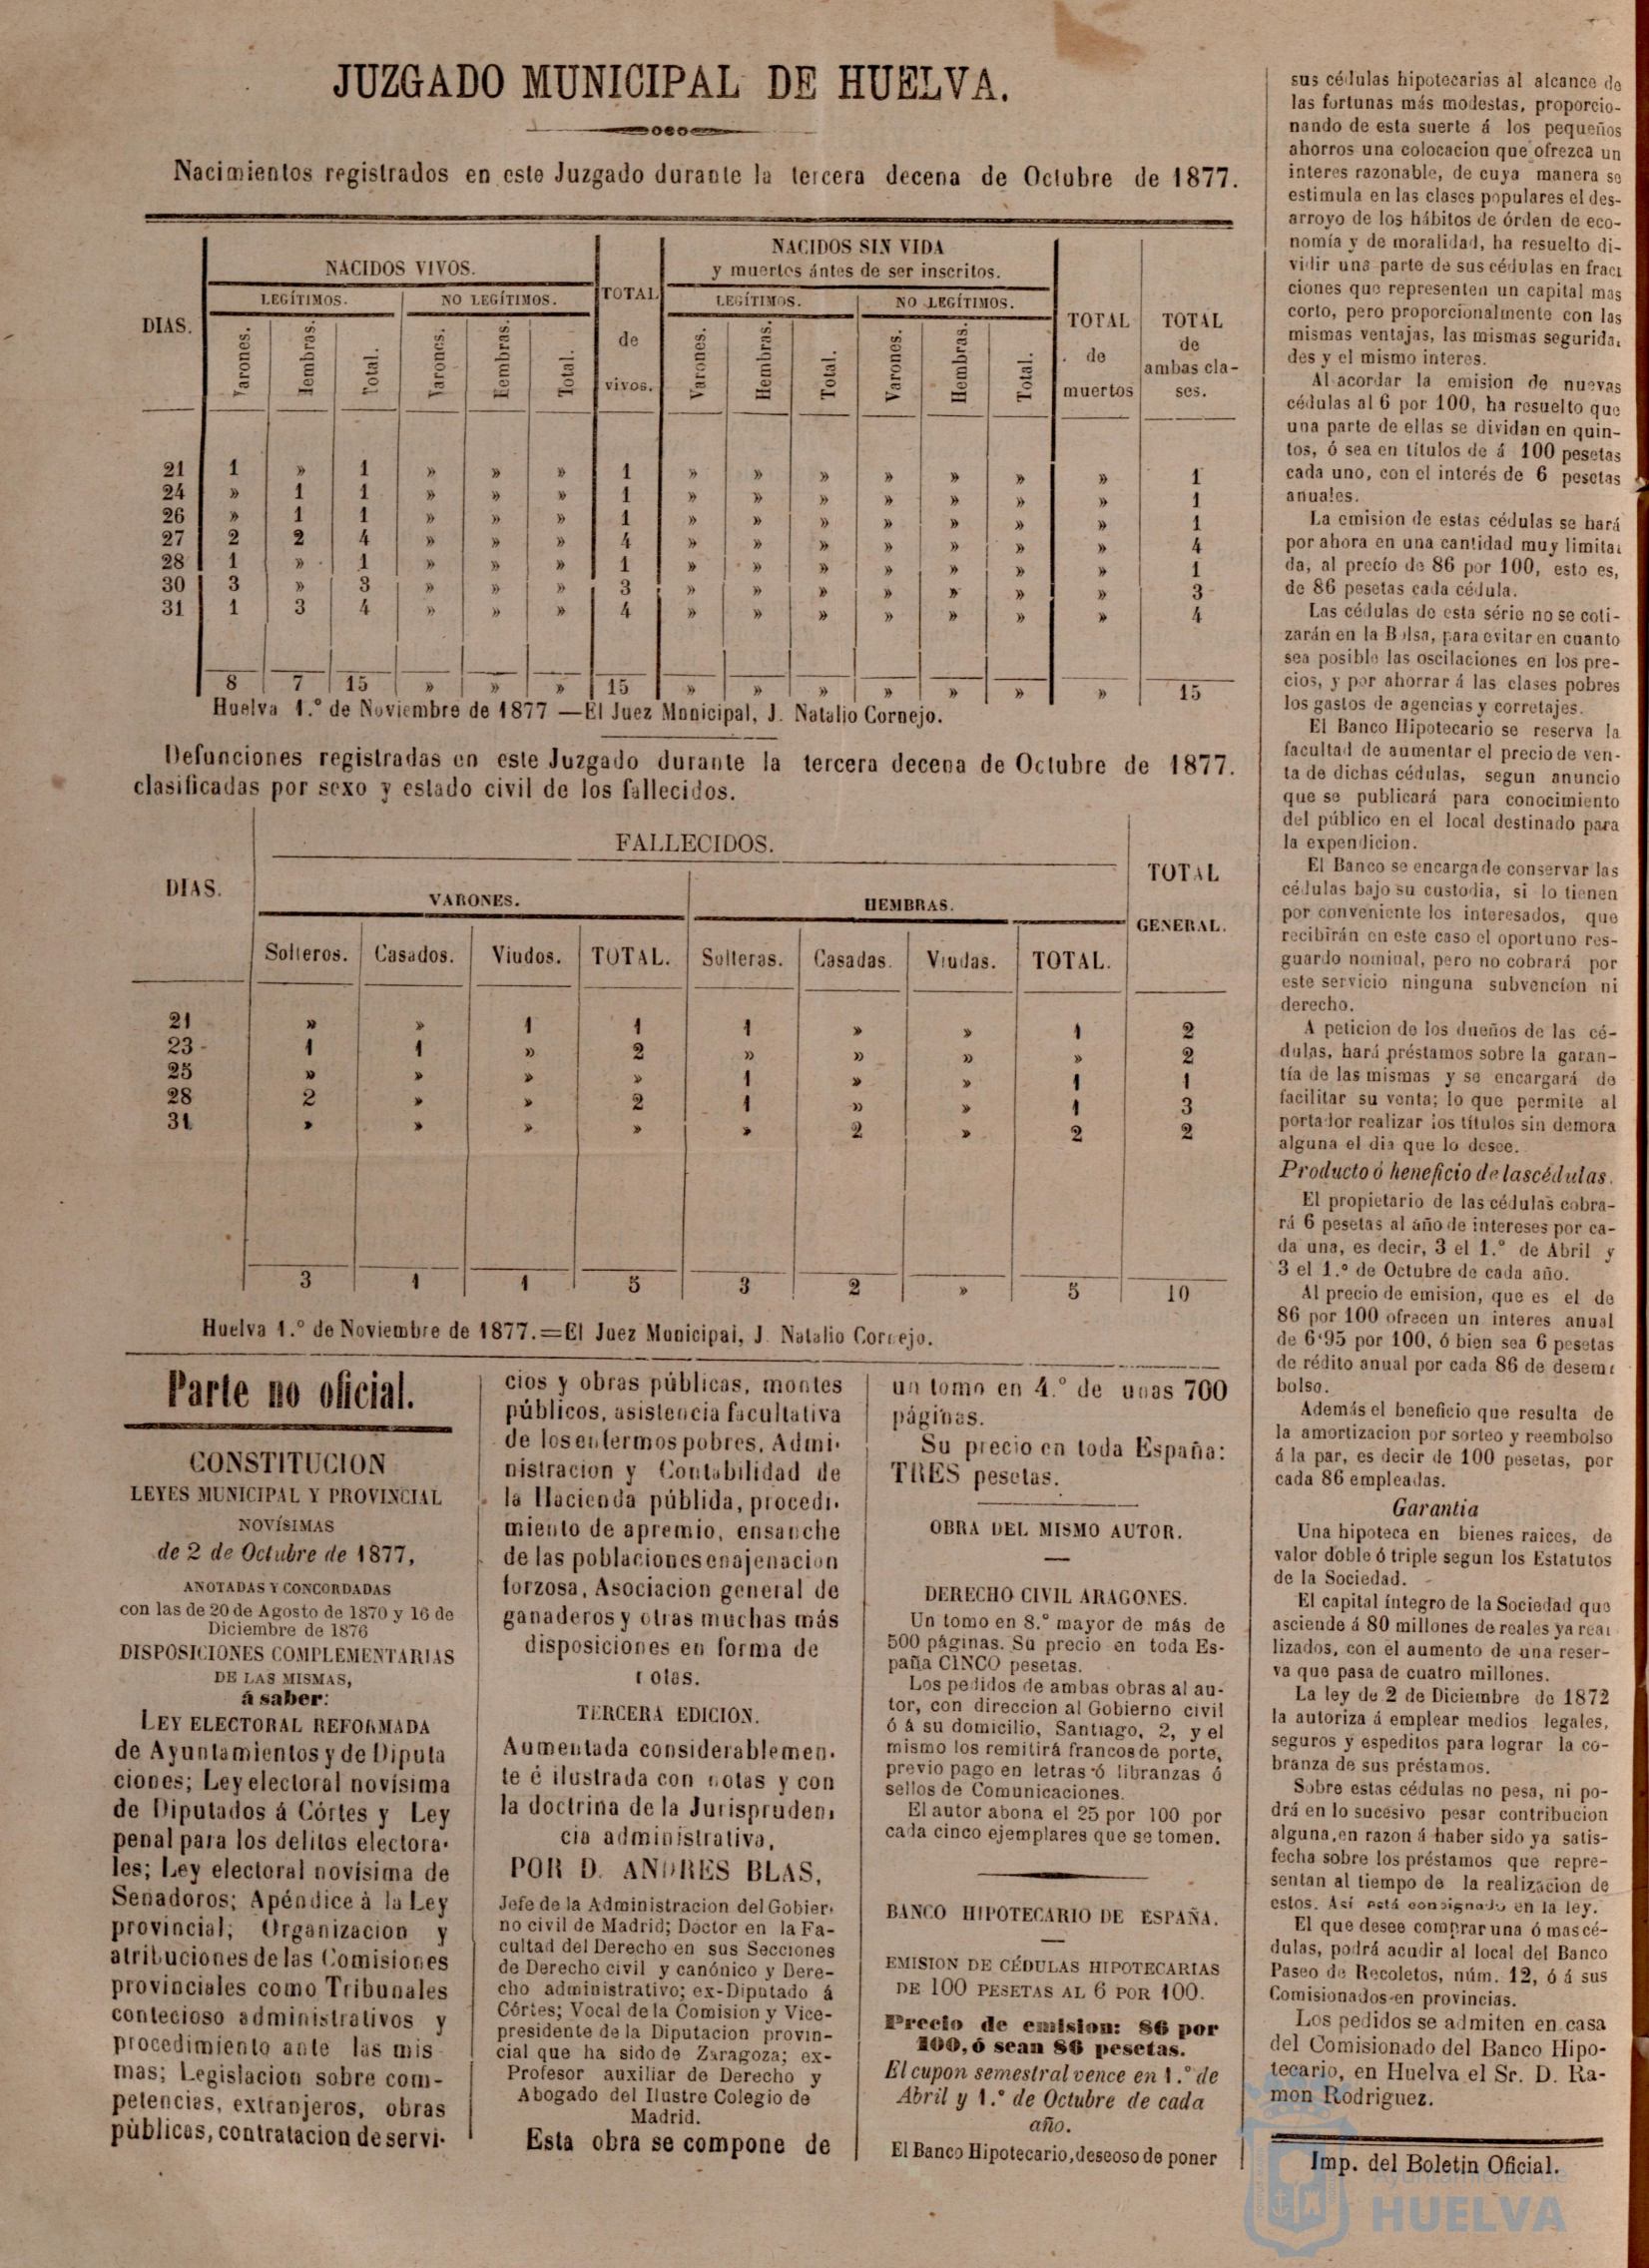 JUZGADO MUNICIPAL DE HUELVA.
Nacimientos registrados en este Juzgado durante la tercera decena de Octubre de 1877.
DIAS.
NACIDOS VIVOS.
LEGÍTIMOS.
NO LEGÍTIMOS.
Varones. Hembras. Total. Varones. Hembras. Total.
TOTAL
de
vivos.
NACIDOS SIN VIDA
y muertos ántes de ser inscritos.
LEGÍTIMOS.
NO LEGÍTIMOS.
Varones. Hembras. Total. Varones. Hembras. Total.
TOTAL
de
muertos
TOTAL
de
ambas cla-
ses.
21 1 » 1 » » » 1 » » » » » » » 1
24 » 1 1 » » » 1 » » » » » » » 1
26 » 1 1 » » » 1 » » » » » » » 1
27 2 2 4 » » » 4 » » » » » » » 4
28 1 » 1 » » » 1 » » » » » » » 1
30 3 » 3 » » » 3 » » » » » » » 3
31 1 3 4 » » » 4 » » » » » » » 4
8 7 15 » » » 15 » » » » » » » 15
Huelva 1.º de Noviembre de 1877 —El Juez Municipal, J. Natalio Cornejo.
Defunciones registradas en este Juzgado durante la tercera decena de Octubre de 1877.
clasificadas por sexo y estado civil de los fallecidos.
DIAS.
FALLECIDOS.
TOTAL
GENERAL.
VARONES.
HEMBRAS.
Solteros. Casados. Viudos. TOTAL. Solteras. Casadas. Viudas. TOTAL.
21 » » 1 1 1 » » 1 2
23 1 1 » 2 » » » » 2
25 » » » » 1 » » 1 1
28 2 » » 2 1 » » 1 3
31 » » » » » 2 » 2 2
3 1 1 5 3 2 » 5 10
Huelva 1.º de Noviembre de 1877.=El Juez Municipal, J. Natalio Cornejo.
Parte no oficial.
CONSTITUCION
LEYES MUNICIPAL Y PROVINCIAL
NOVÍSIMAS
de 2 de Octubre de 1877,
ANOTADAS Y CONCORDADAS
con las de 20 de Agosto de 1870 y 16 de
Diciembre de 1876
DISPOSICIONES COMPLEMENTARIAS
DE LAS MISMAS,
á saber:
LEY ELECTORAL REFORMADA
de Ayuntamientos y de Diputa
ciones; Ley electoral novísima
de Diputados á Córtes y Ley
penal para los delitos electora-
les; Ley electoral novísima de
Senadores; Apéndice á la Ley
provincial; Organizacion y
atribuciones de las Comisiones
provinciales como Tribunales
contecioso administrativos y
procedimiento ante las mis
mas; Legislacion sobre com-
petencias, extranjeros, obras
públicas, contratacion de servi-
cios y obras públicas, montes
públicos, asistencia facultativa
de los enfermos pobres, Admi-
nistracion y Contabilidad de
la Hacienda públida, procedi-
miento de apremio, ensanche
de las poblaciones enajenacion
forzosa, Asociacion general de
ganaderos y otras muchas más
disposiciones en forma de
notas.
TERCERA EDICION.
Aumentada considerablemen-
te é ilustrada con notas y con
la doctrina de la Jurispruden-
cia administrativa,
POR D. ANDRES BLAS,
Jefe de la Administracion del Gobier-
no civil de Madrid; Doctor en la Fa-
cultad del Derecho en sus Secciones
de Derecho civil y canónico y Dere-
cho administrativo; ex-Diputado á
Córtes; Vocal de la Comision y Vice-
presidente de la Diputacion provin-
cial que ha sido de Zaragoza; ex-
Profesor auxiliar de Derecho y
Abogado del Ilustre Colegio de
Madrid.
Esta obra se compone de
un tomo en 4.º de unas 700
páginas.
Su precio en toda España:
TRES pesetas.
OBRA DEL MISMO AUTOR.
DERECHO CIVIL ARAGONES.
Un tomo en 8.º mayor de más de
500 páginas. Su precio en toda Es-
paña CINCO pesetas.
Los pedidos de ambas obras al au-
tor, con direccion al Gobierno civil
ó á su domicilio, Santiago, 2, y el
mismo los remitirá francos de porte,
previo pago en letras ó libranzas ó
sellos de Comunicaciones.
El autor abona el 25 por 100 por
cada cinco ejemplares que se tomen.
BANCO HIPOTECARIO DE ESPAÑA.
EMISION DE CÉDULAS HIPOTECARIAS
DE 100 PESETAS AL 6 POR 100.
Precio de emision: 86 por
100, ó sean 86 pesetas.
El cupon semestral vence en 1.º de
Abril y 1.º de Octubre de cada
año.
El Banco Hipotecario, deseoso de poner
sus cédulas hipotecarias al alcance de
las fortunas más modestas, proporcio-
nando de esta suerte á los pequeños
ahorros una colocacion que ofrezca un
interes razonable, de cuya manera se
estimula en las clases populares el des-
arroyo de los hábitos de órden de eco-
nomía y de moralidad, ha resuelto di-
vidir una parte de sus cédulas en frac-
ciones que representen un capital mas
corto, pero proporcionalmente con las
mismas ventajas, las mismas segurida-
des y el mismo interes.
Al acordar la emision de nuevas
cédulas al 6 por 100, ha resuelto que
una parte de ellas se dividan en quin-
tos, ó sea en títulos de á 100 pesetas
cada uno, con el interés de 6 pesetas
anuales.
La emision de estas cédulas se hará
por ahora en una cantidad muy limita-
da, al precio de 86 por 100, esto es,
de 86 pesetas cada cédula.
Las cédulas de esta série no se coti-
zarán en la Bolsa, para evitar en cuanto
sea posible las oscilaciones en los pre-
cios, y por ahorrar á las clases pobres
los gastos de agencias y corretajes.
El Banco Hipotecario se reserva la
facultad de aumentar el precio de ven-
ta de dichas cédulas, segun anuncio
que se publicará para conocimiento
del público en el local destinado para
la expendicion.
El Banco se encarga de conservar las
cédulas bajo su custodia, si lo tienen
por conveniente los interesados, que
recibirán en este caso el oportuno res-
guardo nominal, pero no cobrará por
este servicio ninguna subvencion ni
derecho.
A peticion de los dueños de las cé-
dulas, hará préstamos sobre la garan-
tía de las mismas y se encargará de
facilitar su venta; lo que permite al
portador realizar los títulos sin demora
alguna el dia que lo desee.
Producto ó beneficio de las cédulas.
El propietario de las cédulas cobra-
rá 6 pesetas al año de intereses por ca-
da una, es decir, 3 el 1.º de Abril y
3 el 1.º de Octubre de cada año.
Al precio de emision, que es el de
86 por 100 ofrecen un interes anual
de 6'95 por 100, ó bien sea 6 pesetas
de rédito anual por cada 86 de desem-
bolso.
Además el beneficio que resulta de
la amortizacion por sorteo y reembolso
á la par, es decir de 100 pesetas, por
cada 86 empleadas.
Garantia
Una hipoteca en bienes raices, de
valor doble ó triple segun los Estatutos
de la Sociedad.
El capital íntegro de la Sociedad que
asciende á 80 millones de reales ya rea-
lizados, con el aumento de una reser-
va que pasa de cuatro millones.
La ley de 2 de Diciembre de 1872
la autoriza á emplear medios legales,
seguros y espeditos para lograr la co-
branza de sus préstamos.
Sobre estas cédulas no pesa, ni po-
drá en lo sucesivo pesar contribucion
alguna, en razon á haber sido ya satis-
fecha sobre los préstamos que repre-
sentan al tiempo de la realizacion de
estos. Así está consignado en la ley.
El que desee comprar una ó mas cé-
dulas, podrá acudir al local del Banco
Paseo de Recoletos, núm. 12, ó á sus
Comisionados en provincias.
Los pedidos se admiten en casa
del Comisionado del Banco Hipo-
tecario, en Huelva el Sr. D. Ra-
mon Rodriguez.
Imp. del Boletin Oficial.
HUELVA